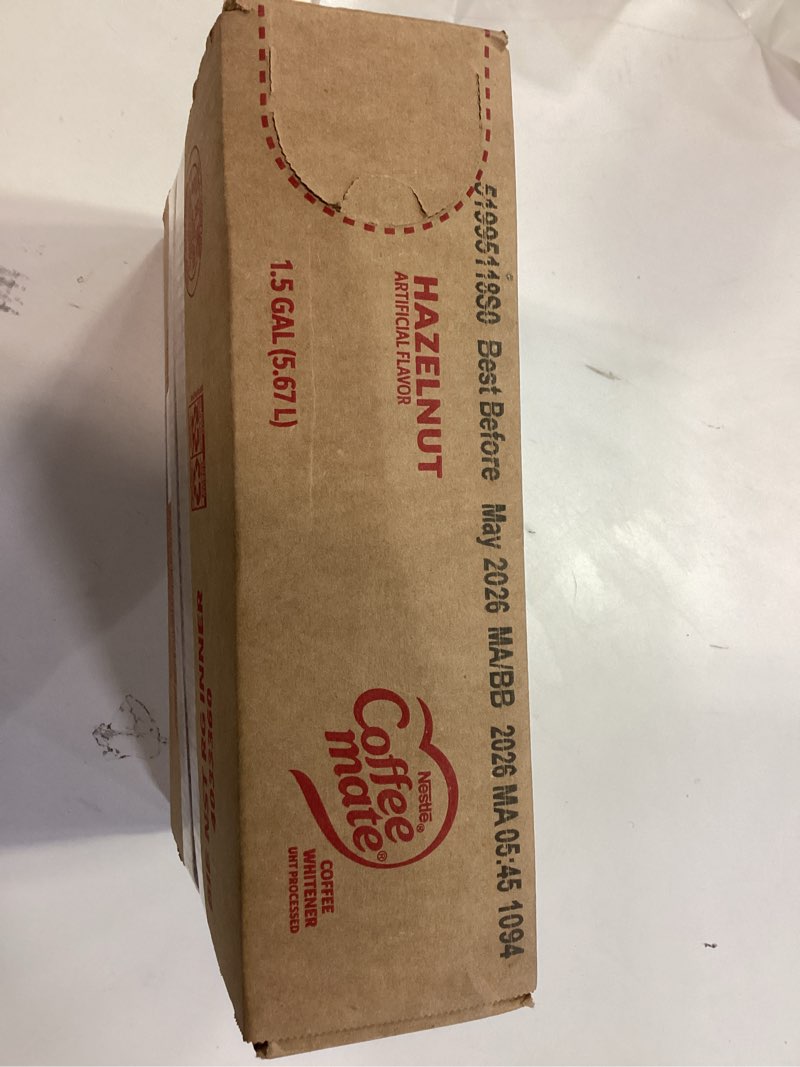 5199511990 Best Before May 2026 MA/BB 2026 MA 05:45 1094
HAZELNUT
ARTIFICIAL FLAVOR
1.5 GAL (5.67 L)
Nestlé®
Coffee
mate®
COFFEE
WHITENER
UHT PROCESSED